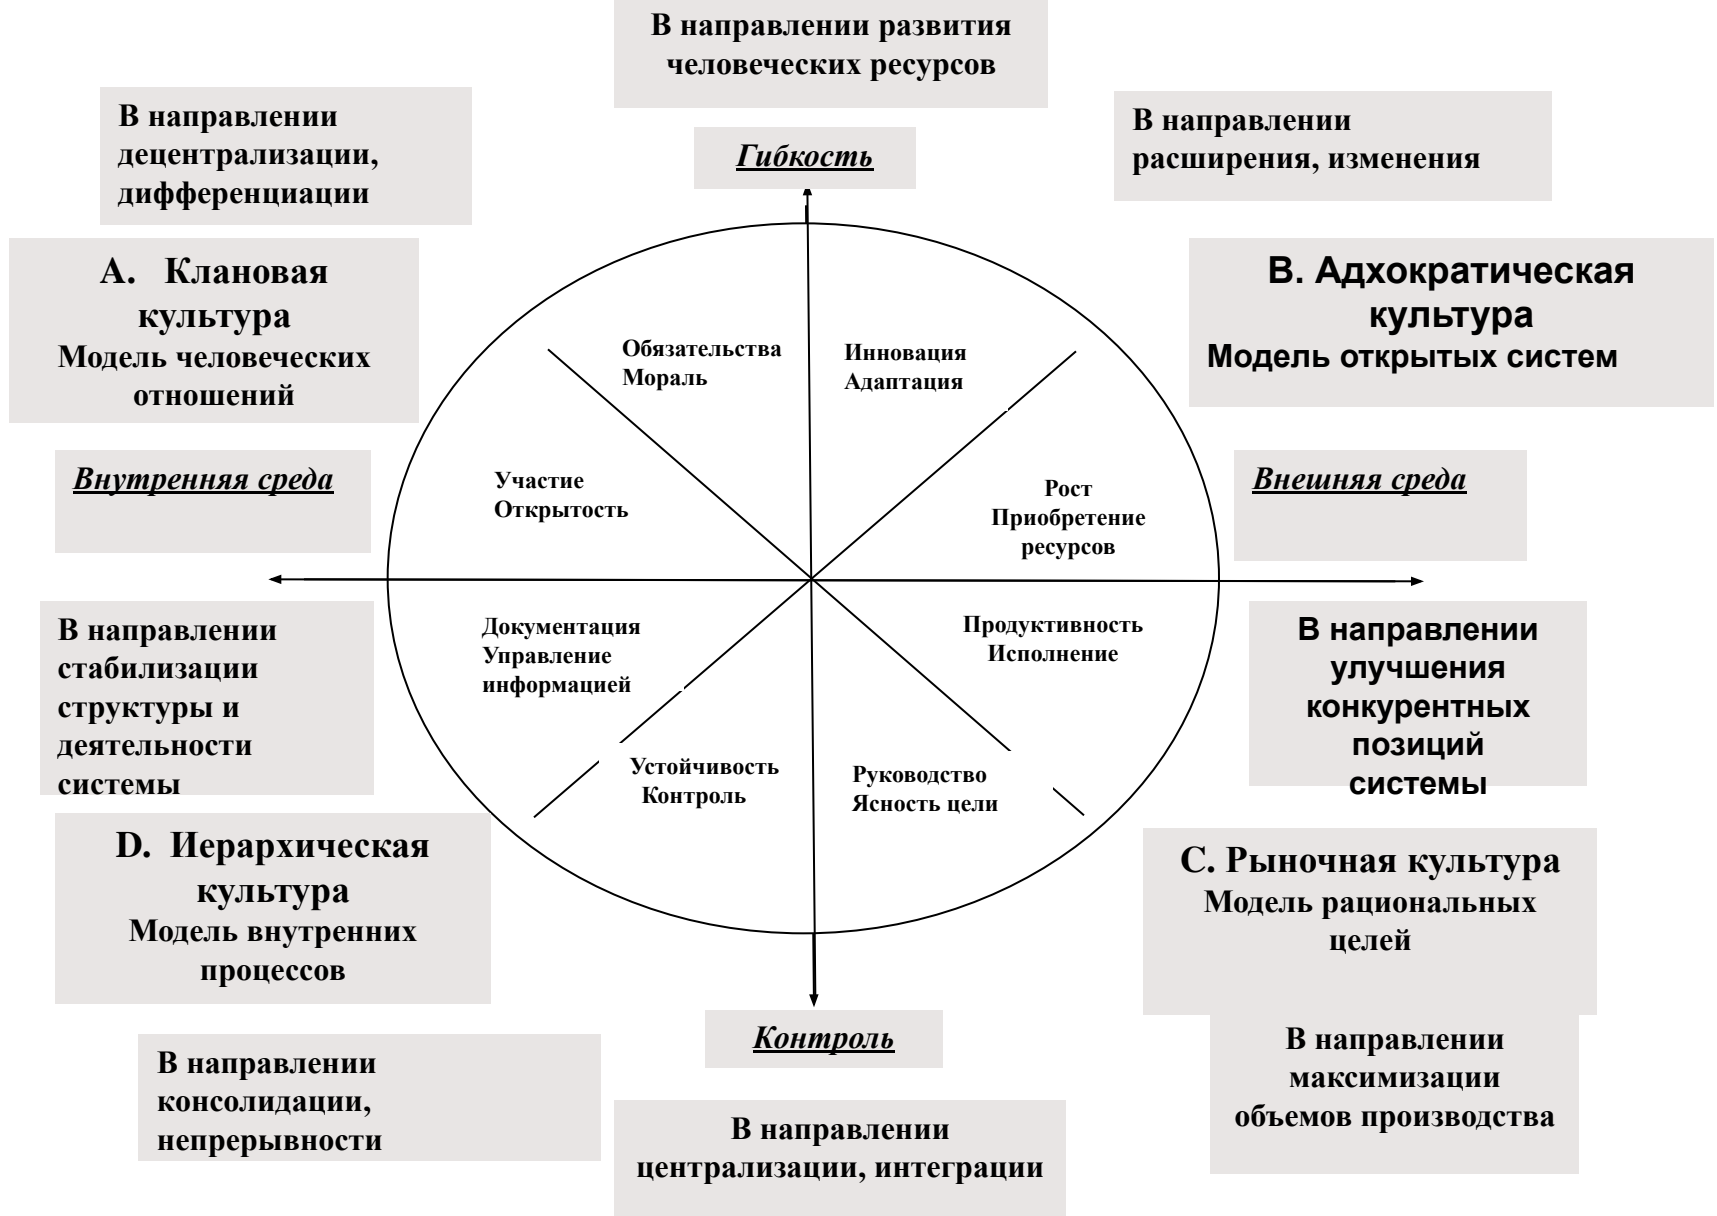 В направлении развития
человеческих ресурсов
В направлении
децентрализации,
дифференциации
Гибкость
В направлении
расширения, изменения
A. Клановая
культура
Модель человеческих
отношений
B. Адхократическая
культура
Модель открытых систем
Обязательства
Мораль
Инновация
Адаптация
Внутренняя среда
Участие
Открытость
Рост
Приобретение
ресурсов
Внешняя среда
В направлении
стабилизации
структуры и
деятельности
системы
Документация
Управление
информацией
Продуктивность
Исполнение
В направлении
улучшения
конкурентных
позиций
системы
Устойчивость
Контроль
Руководство
Ясность цели
D. Иерархическая
культура
Модель внутренних
процессов
C. Рыночная культура
Модель рациональных
целей
Контроль
В направлении
консолидации,
непрерывности
В направлении
централизации, интеграции
В направлении
максимизации
объемов производства